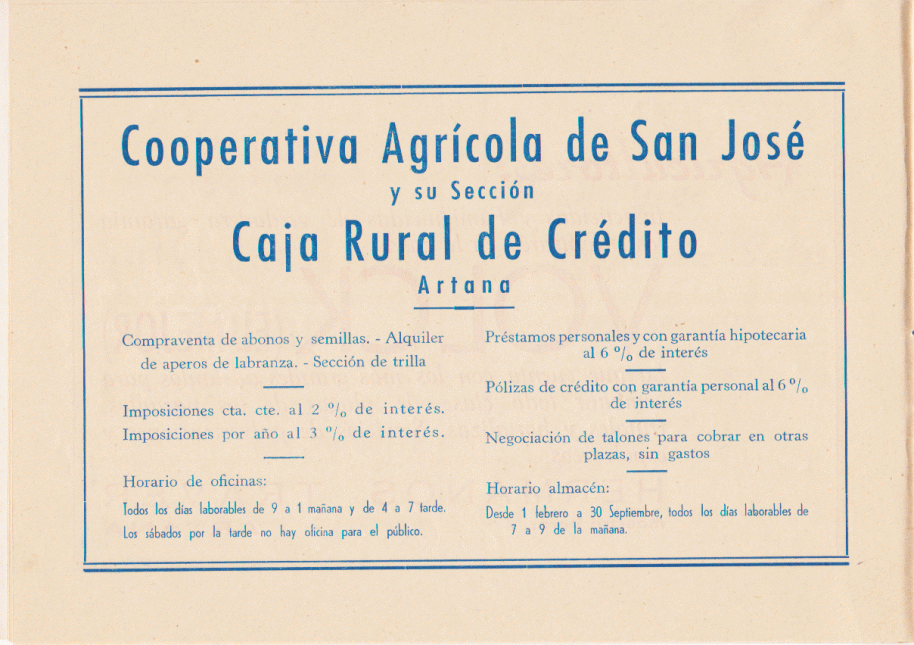 Cooperativa Agrícola de San José
y su Sección
Caja Rural de Crédito
Artana
Compraventa de abonos y semillas. - Alquiler
de aperos de labranza. - Sección de trilla
Imposiciones cta. cte. al 2 % de interés.
Imposiciones por año al 3 % de interés.
Horario de oficinas:
Todos los días laborables de 9 a 1 mañana y de 4 a 7 tarde.
Los sábados por la tarde no hay oficina para el público.
Préstamos personales y con garantía hipotecaria
al 6 % de interés
Pólizas de crédito con garantía personal al 6 %
de interés
Negociación de talones para cobrar en otras
plazas, sin gastos
Horario almacén:
Desde 1 febrero a 30 Septiembre, todos los días laborables de
7 a 9 de la mañana.